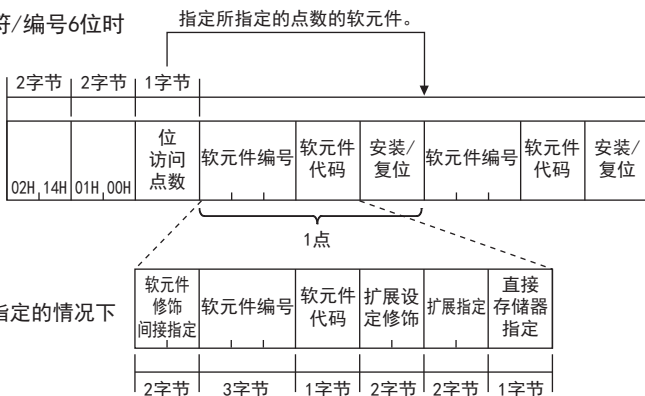 符/编号6位时
指定所指定的点数的软元件。
2字节 2字节 1字节
02H,14H 01H,00H 位访问点数 软元件编号 软元件代码 安装/复位 软元件编号 软元件代码 安装/复位
1点
指定的情况下
软元件修饰间接指定 软元件编号 软元件代码 扩展设定修饰 扩展指定 直接存储器指定
2字节 3字节 1字节 2字节 2字节 1字节